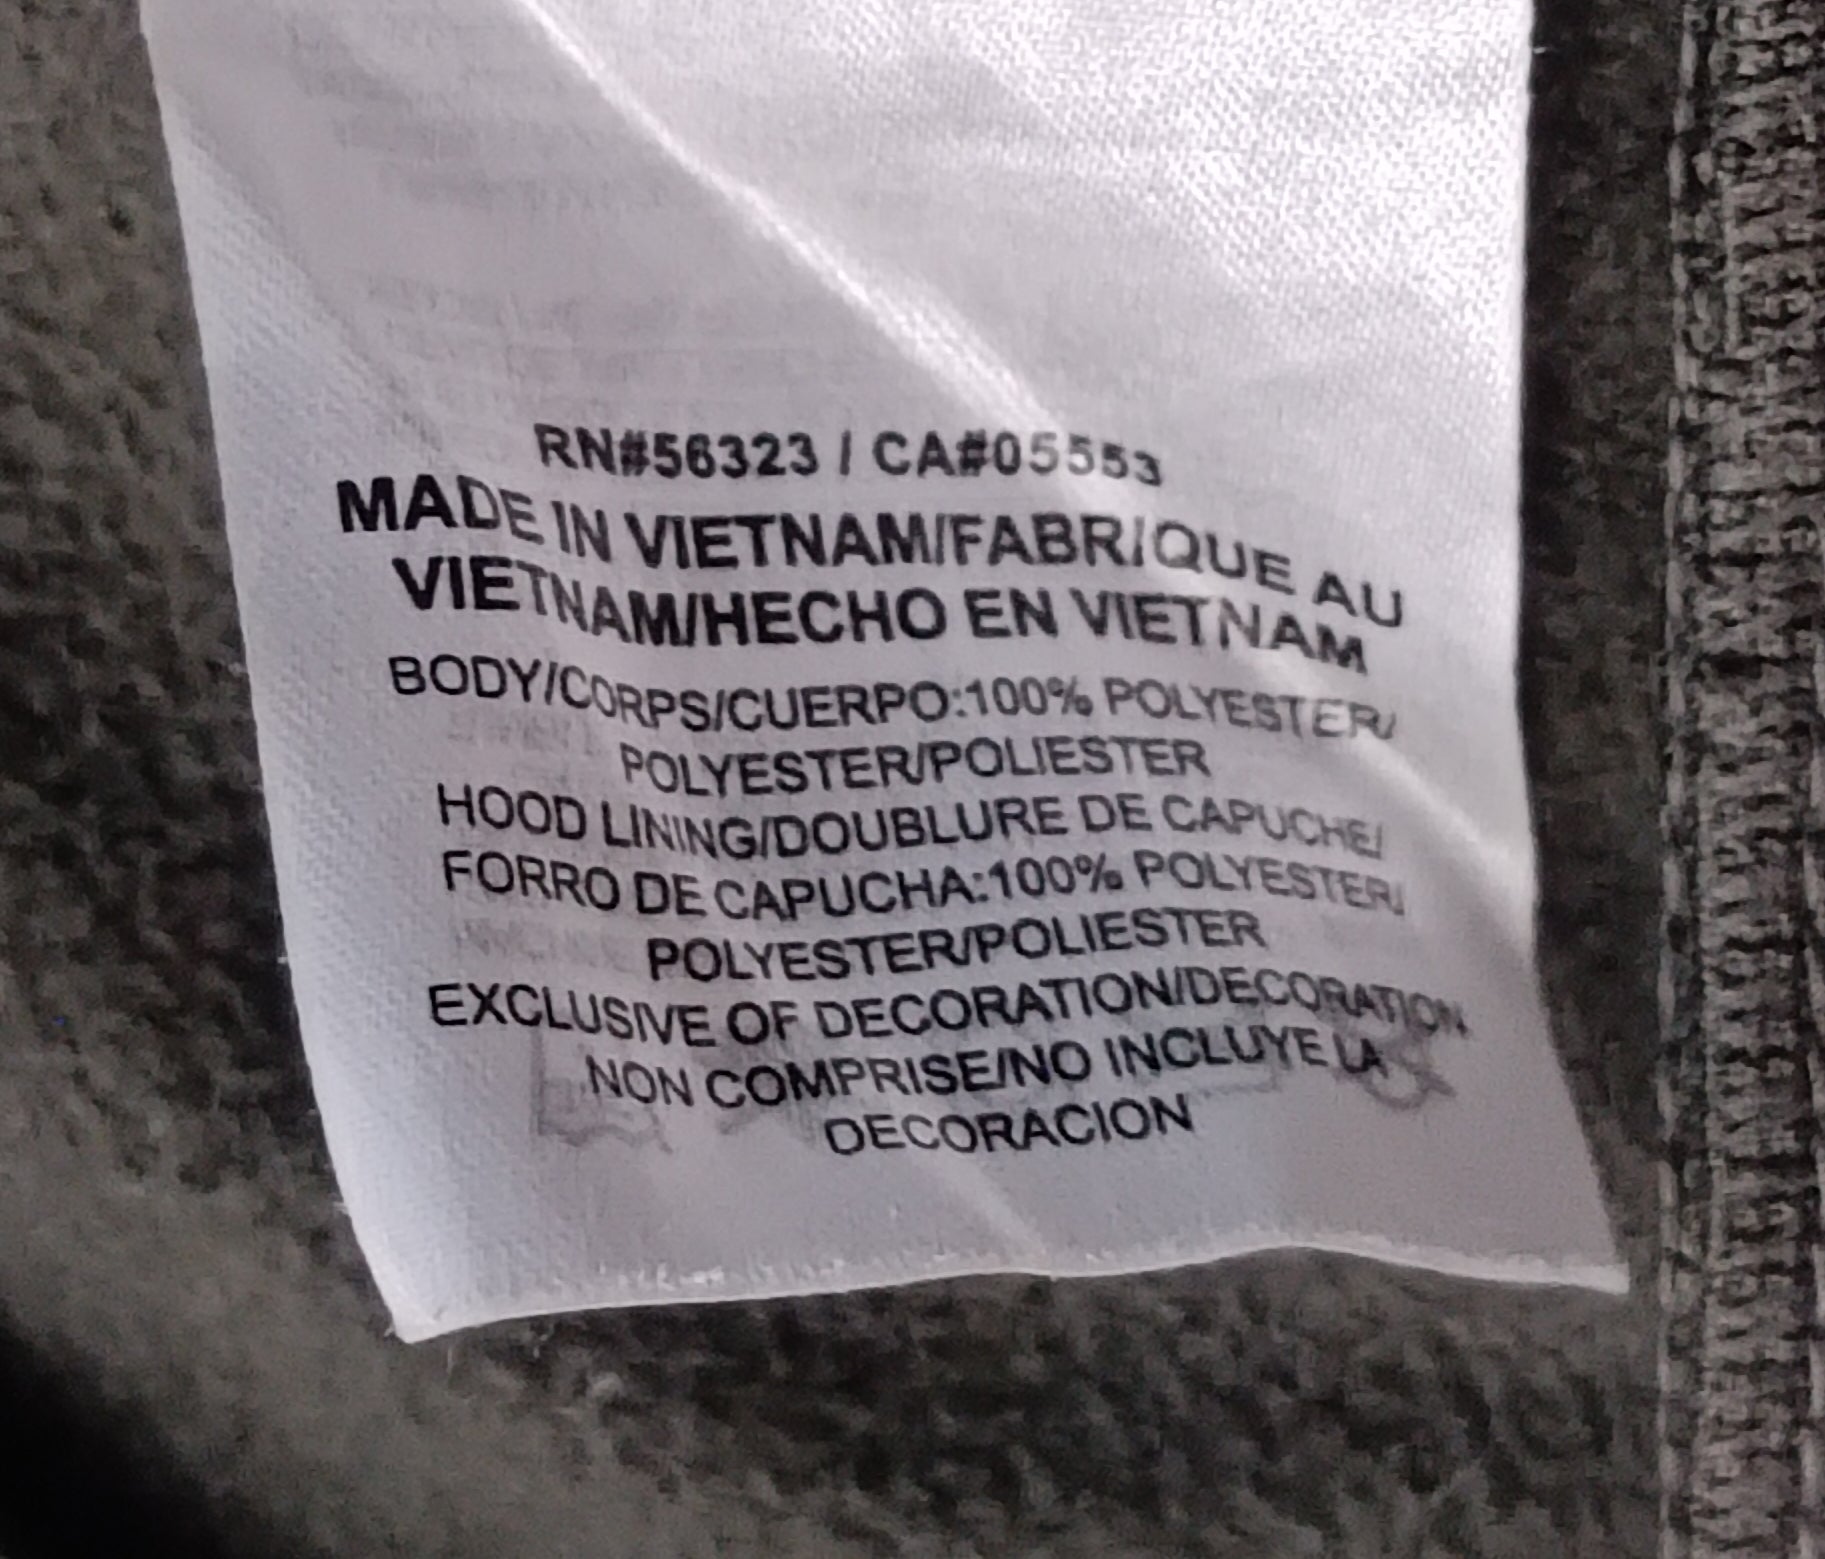 RN#56323 / CA#05553
MADE IN VIETNAM/FABRIQUE AU
VIETNAM/HECHO EN VIETNAM
BODY/CORPS/CUERPO:100% POLYESTER/
POLYESTER/POLIESTER
HOOD LINING/DOUBLURE DE CAPUCHE/
FORRO DE CAPUCHA:100% POLYESTER/
POLYESTER/POLIESTER
EXCLUSIVE OF DECORATION/DECORATION
NON COMPRISE/NO INCLUYE LA
DECORACION